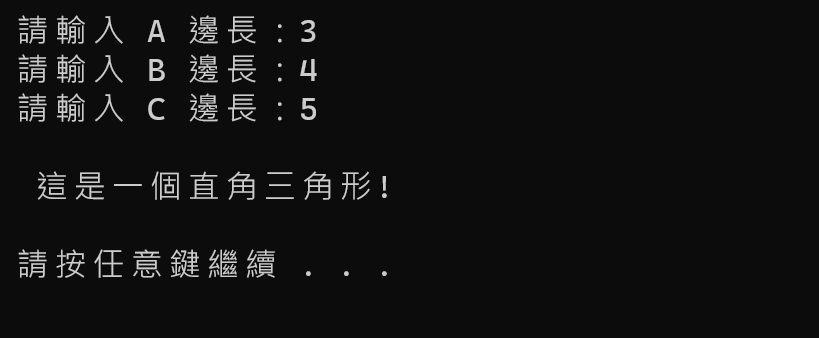 請輸入 A 邊長：3
請輸入 B 邊長：4
請輸入 C 邊長：5
這是一個直角三角形!
請按任意鍵繼續 . . .